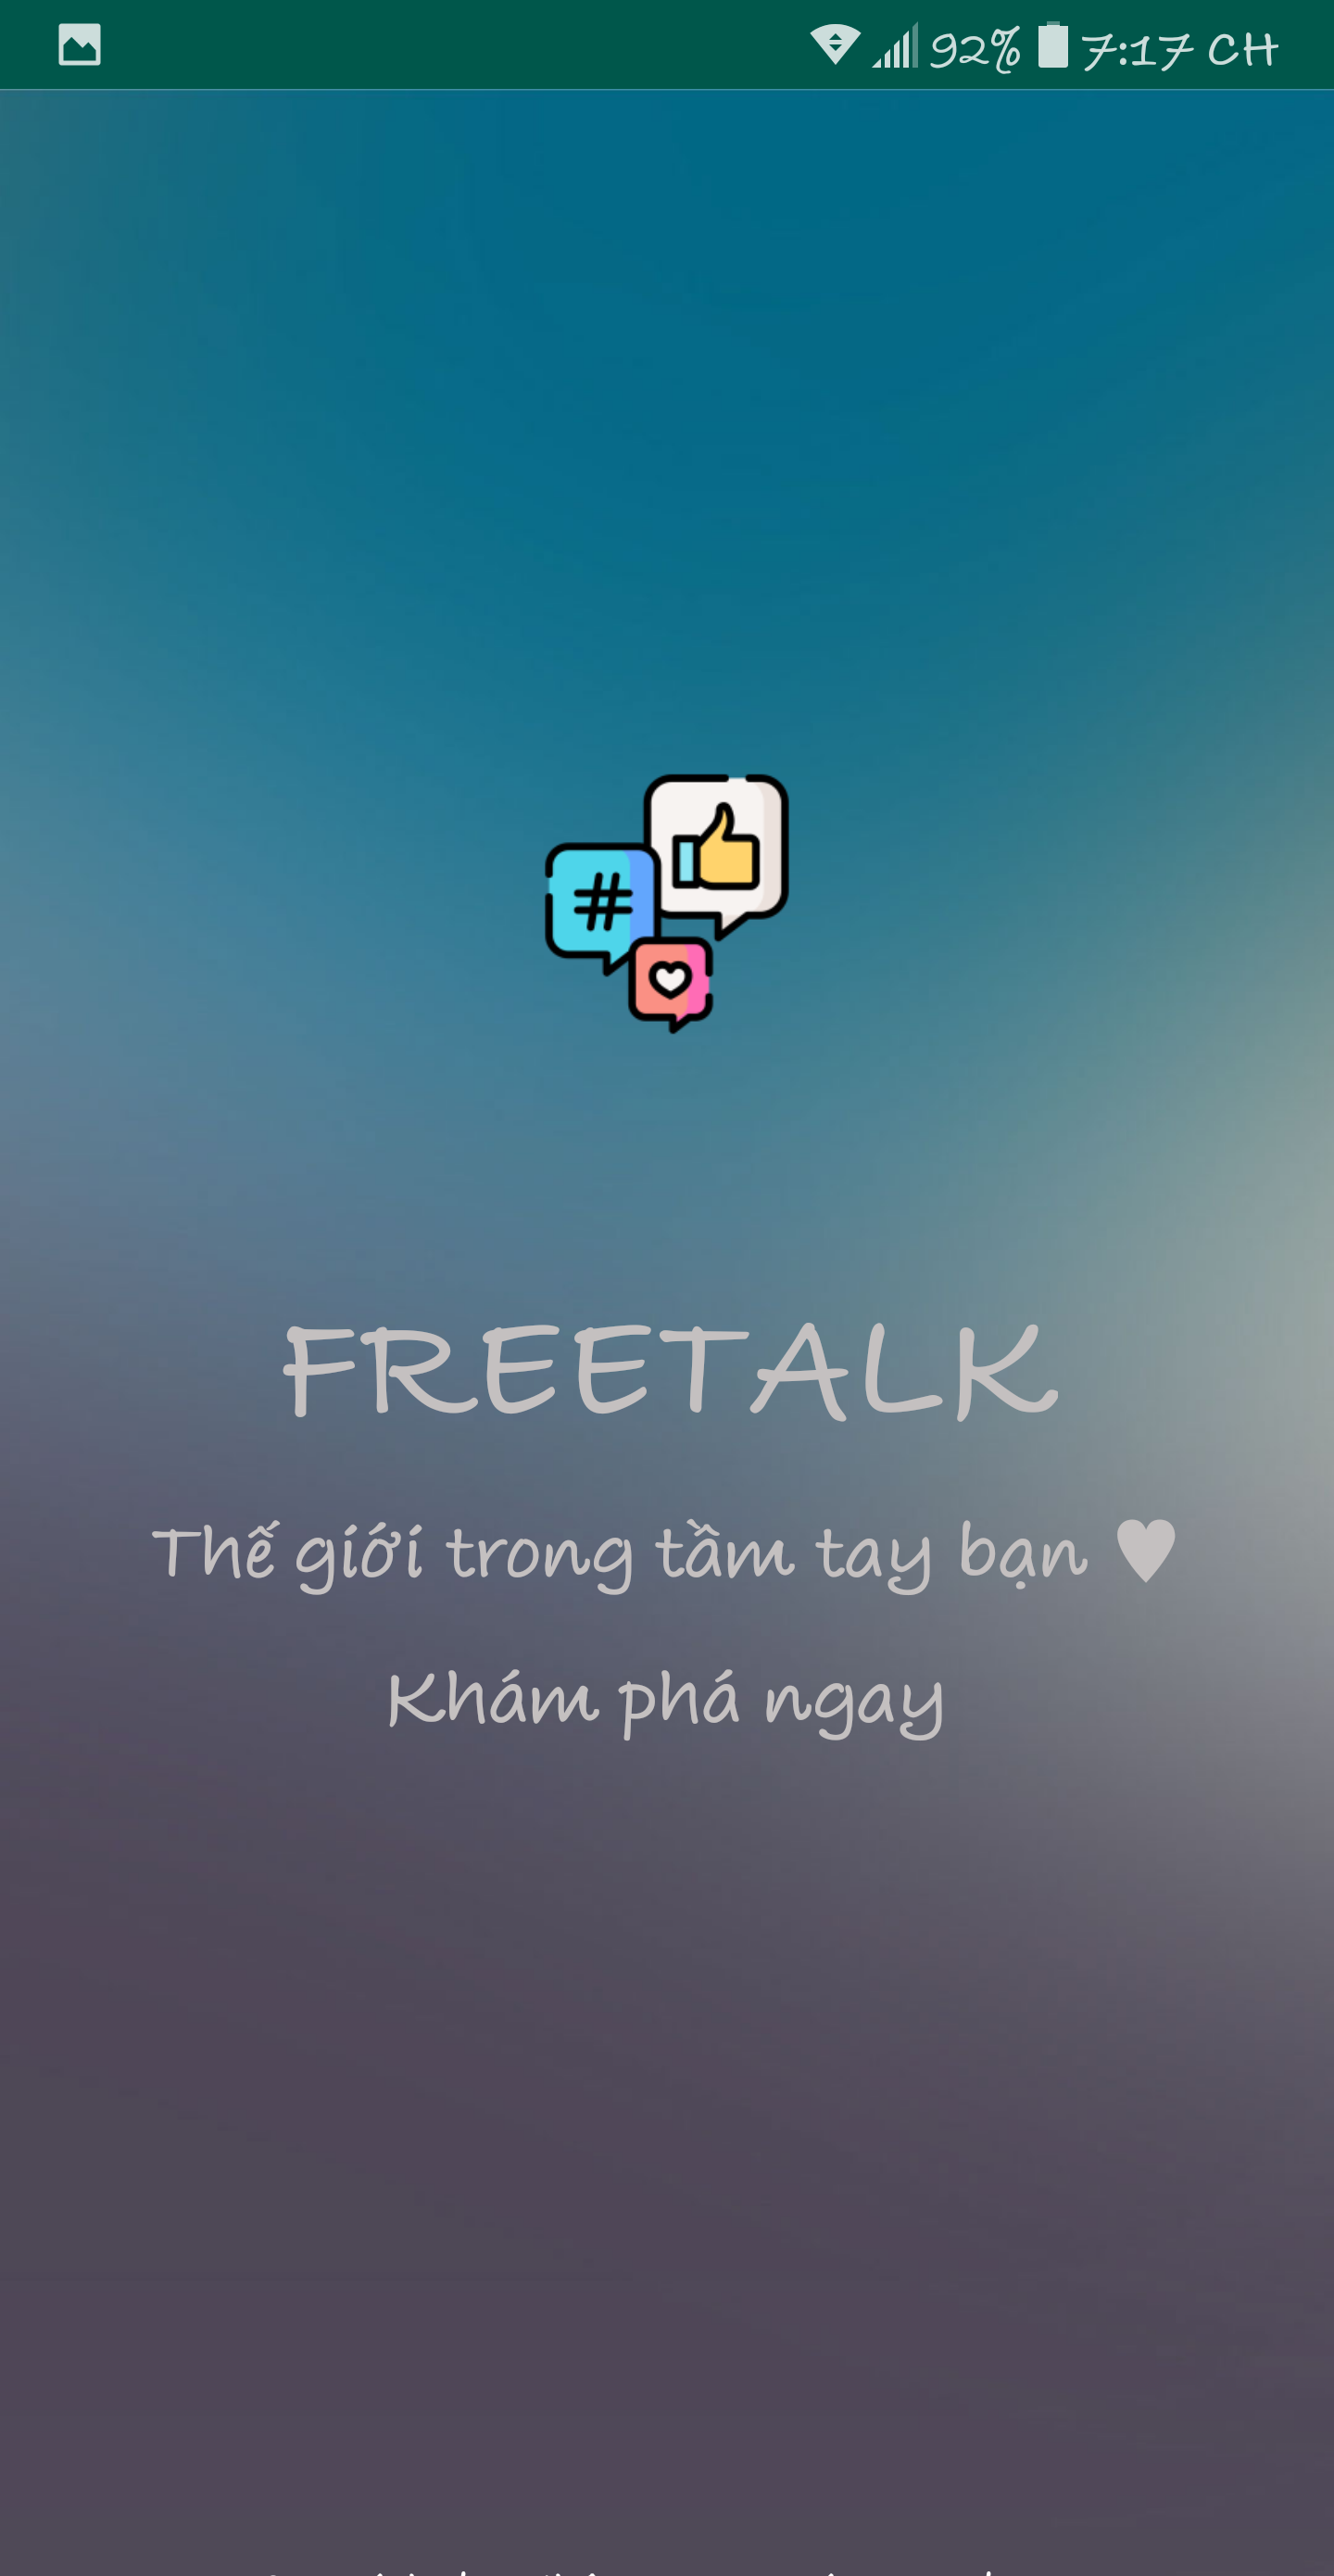 92% 7:17 CH
#
FREETALK
Thế giới trong tầm tay bạn ♥
Khám phá ngay